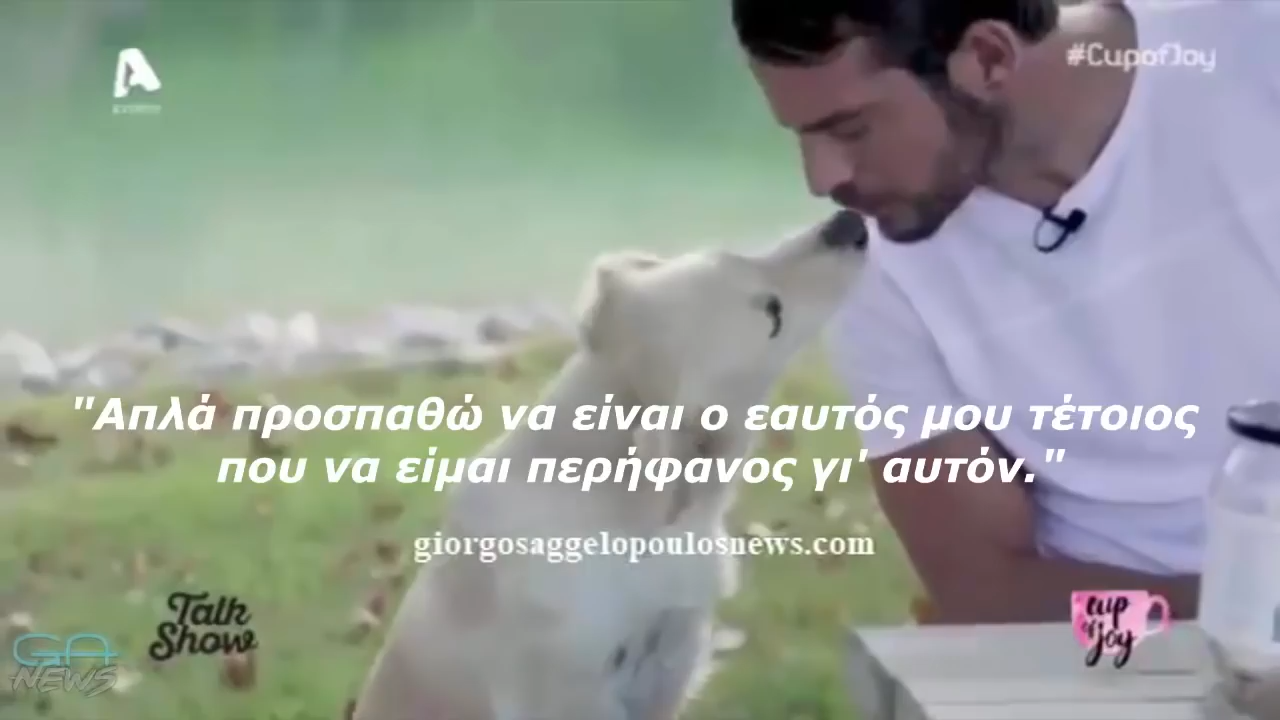 #CupofJoy
"Απλά προσπαθώ να είναι ο εαυτός μου τέτοιος
που να είμαι περήφανος γι' αυτόν."
giorgosaggelopoulosnews.com
Talk
Show
cup
of
joy
GA
NEWS